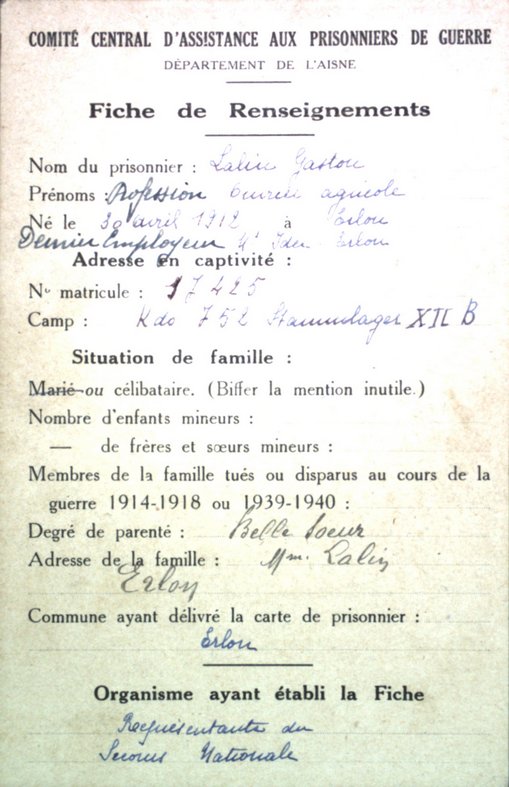 COMITÉ CENTRAL D'ASSISTANCE AUX PRISONNIERS DE GUERRE
DÉPARTEMENT DE L'AISNE
Fiche de Renseignements
Nom du prisonnier : Lalin Gaston
Prénoms : Profession Ouvrier agricole
Né le 30 avril 1912 à Erlon
Dernier Employeur Erlon
Adresse en captivité :
No matricule : 17425
Camp : Kdo 752 Stammlager XII B
Situation de famille :
Marié ou célibataire. (Biffer la mention inutile.)
Nombre d'enfants mineurs :
— de frères et sœurs mineurs :
Membres de la famille tués ou disparus au cours de la
guerre 1914-1918 ou 1939-1940 :
Degré de parenté : Belle Soeur
Adresse de la famille : Mme Lalin
Erlon
Commune ayant délivré la carte de prisonnier :
Erlon
Organisme ayant établi la Fiche
Représentante du
Secours Nationale